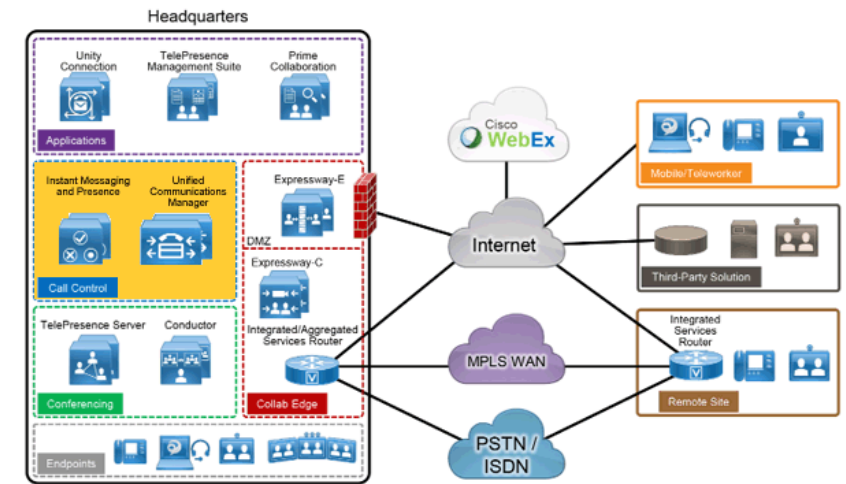 Headquarters
Unity
Connection
TelePresence
Management Suite
Prime
Collaboration
Applications
Instant Messaging
and Presence
Unified
Communications
Manager
Call Control
Expressway-E
DMZ
Expressway-C
Integrated/Aggregated
Services Router
Collab Edge
TelePresence Server
Conductor
Conferencing
Endpoints
Cisco
WebEx
Internet
MPLS WAN
PSTN /
ISDN
Mobile/Teleworker
Third-Party Solution
Integrated
Services
Router
Remote Site
V
V